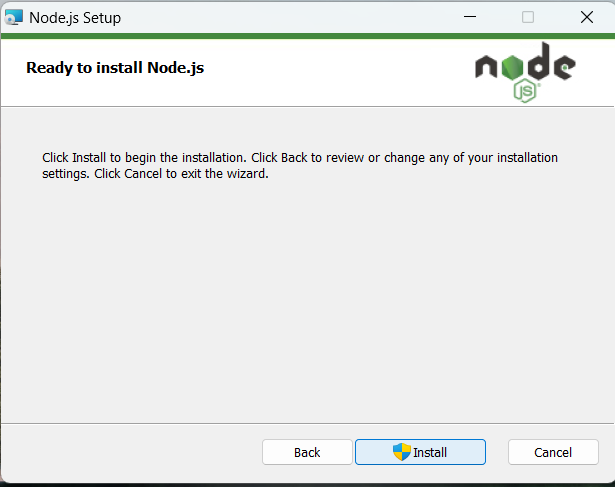 Node.js Setup
Ready to install Node.js
node
JS
Click Install to begin the installation. Click Back to review or change any of your installation
settings. Click Cancel to exit the wizard.
Back
Install
Cancel